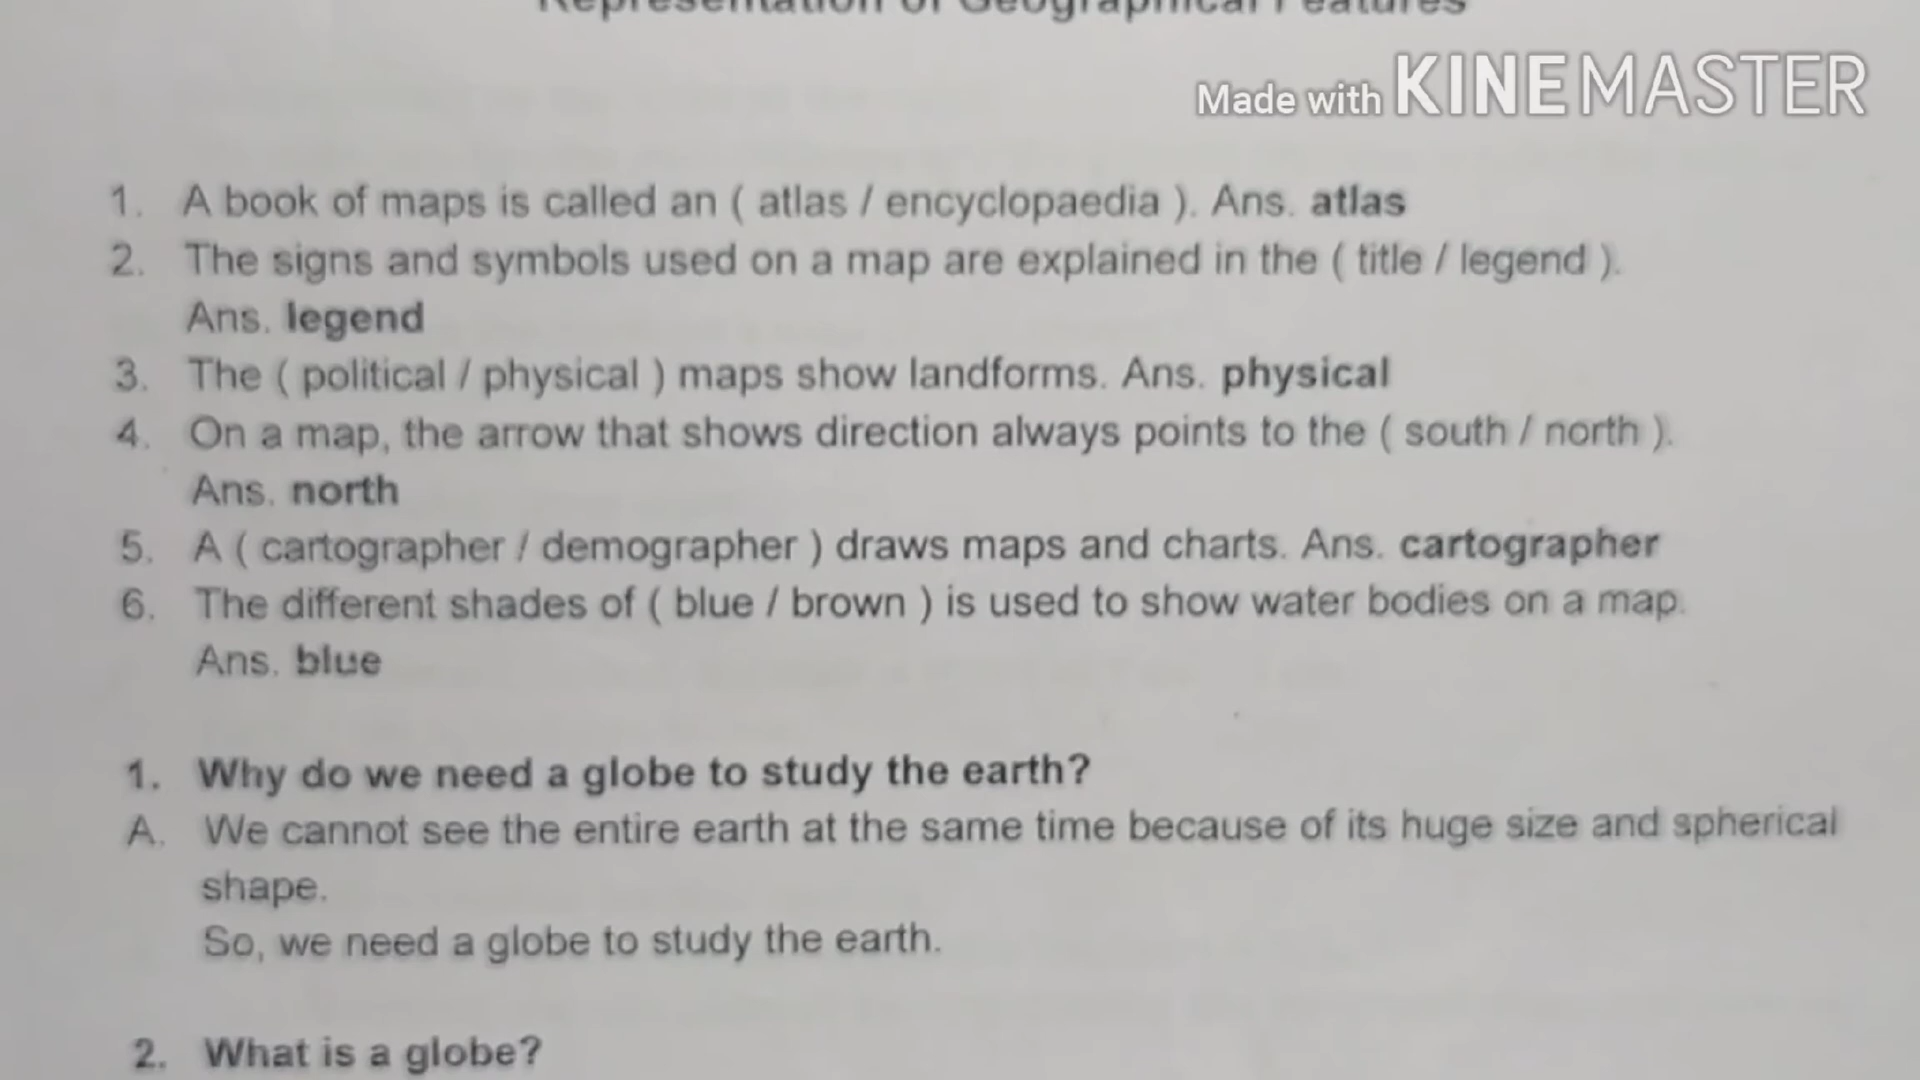 Representation of Geographical Features
Made with KINEMASTER
1. A book of maps is called an ( atlas / encyclopaedia ). Ans. atlas
2. The signs and symbols used on a map are explained in the ( title / legend ).
Ans. legend
3. The ( political / physical ) maps show landforms. Ans. physical
4. On a map, the arrow that shows direction always points to the ( south / north ).
Ans. north
5. A ( cartographer / demographer ) draws maps and charts. Ans. cartographer
6. The different shades of ( blue / brown ) is used to show water bodies on a map.
Ans. blue
1. Why do we need a globe to study the earth?
A. We cannot see the entire earth at the same time because of its huge size and spherical
shape.
So, we need a globe to study the earth.
2. What is a globe?